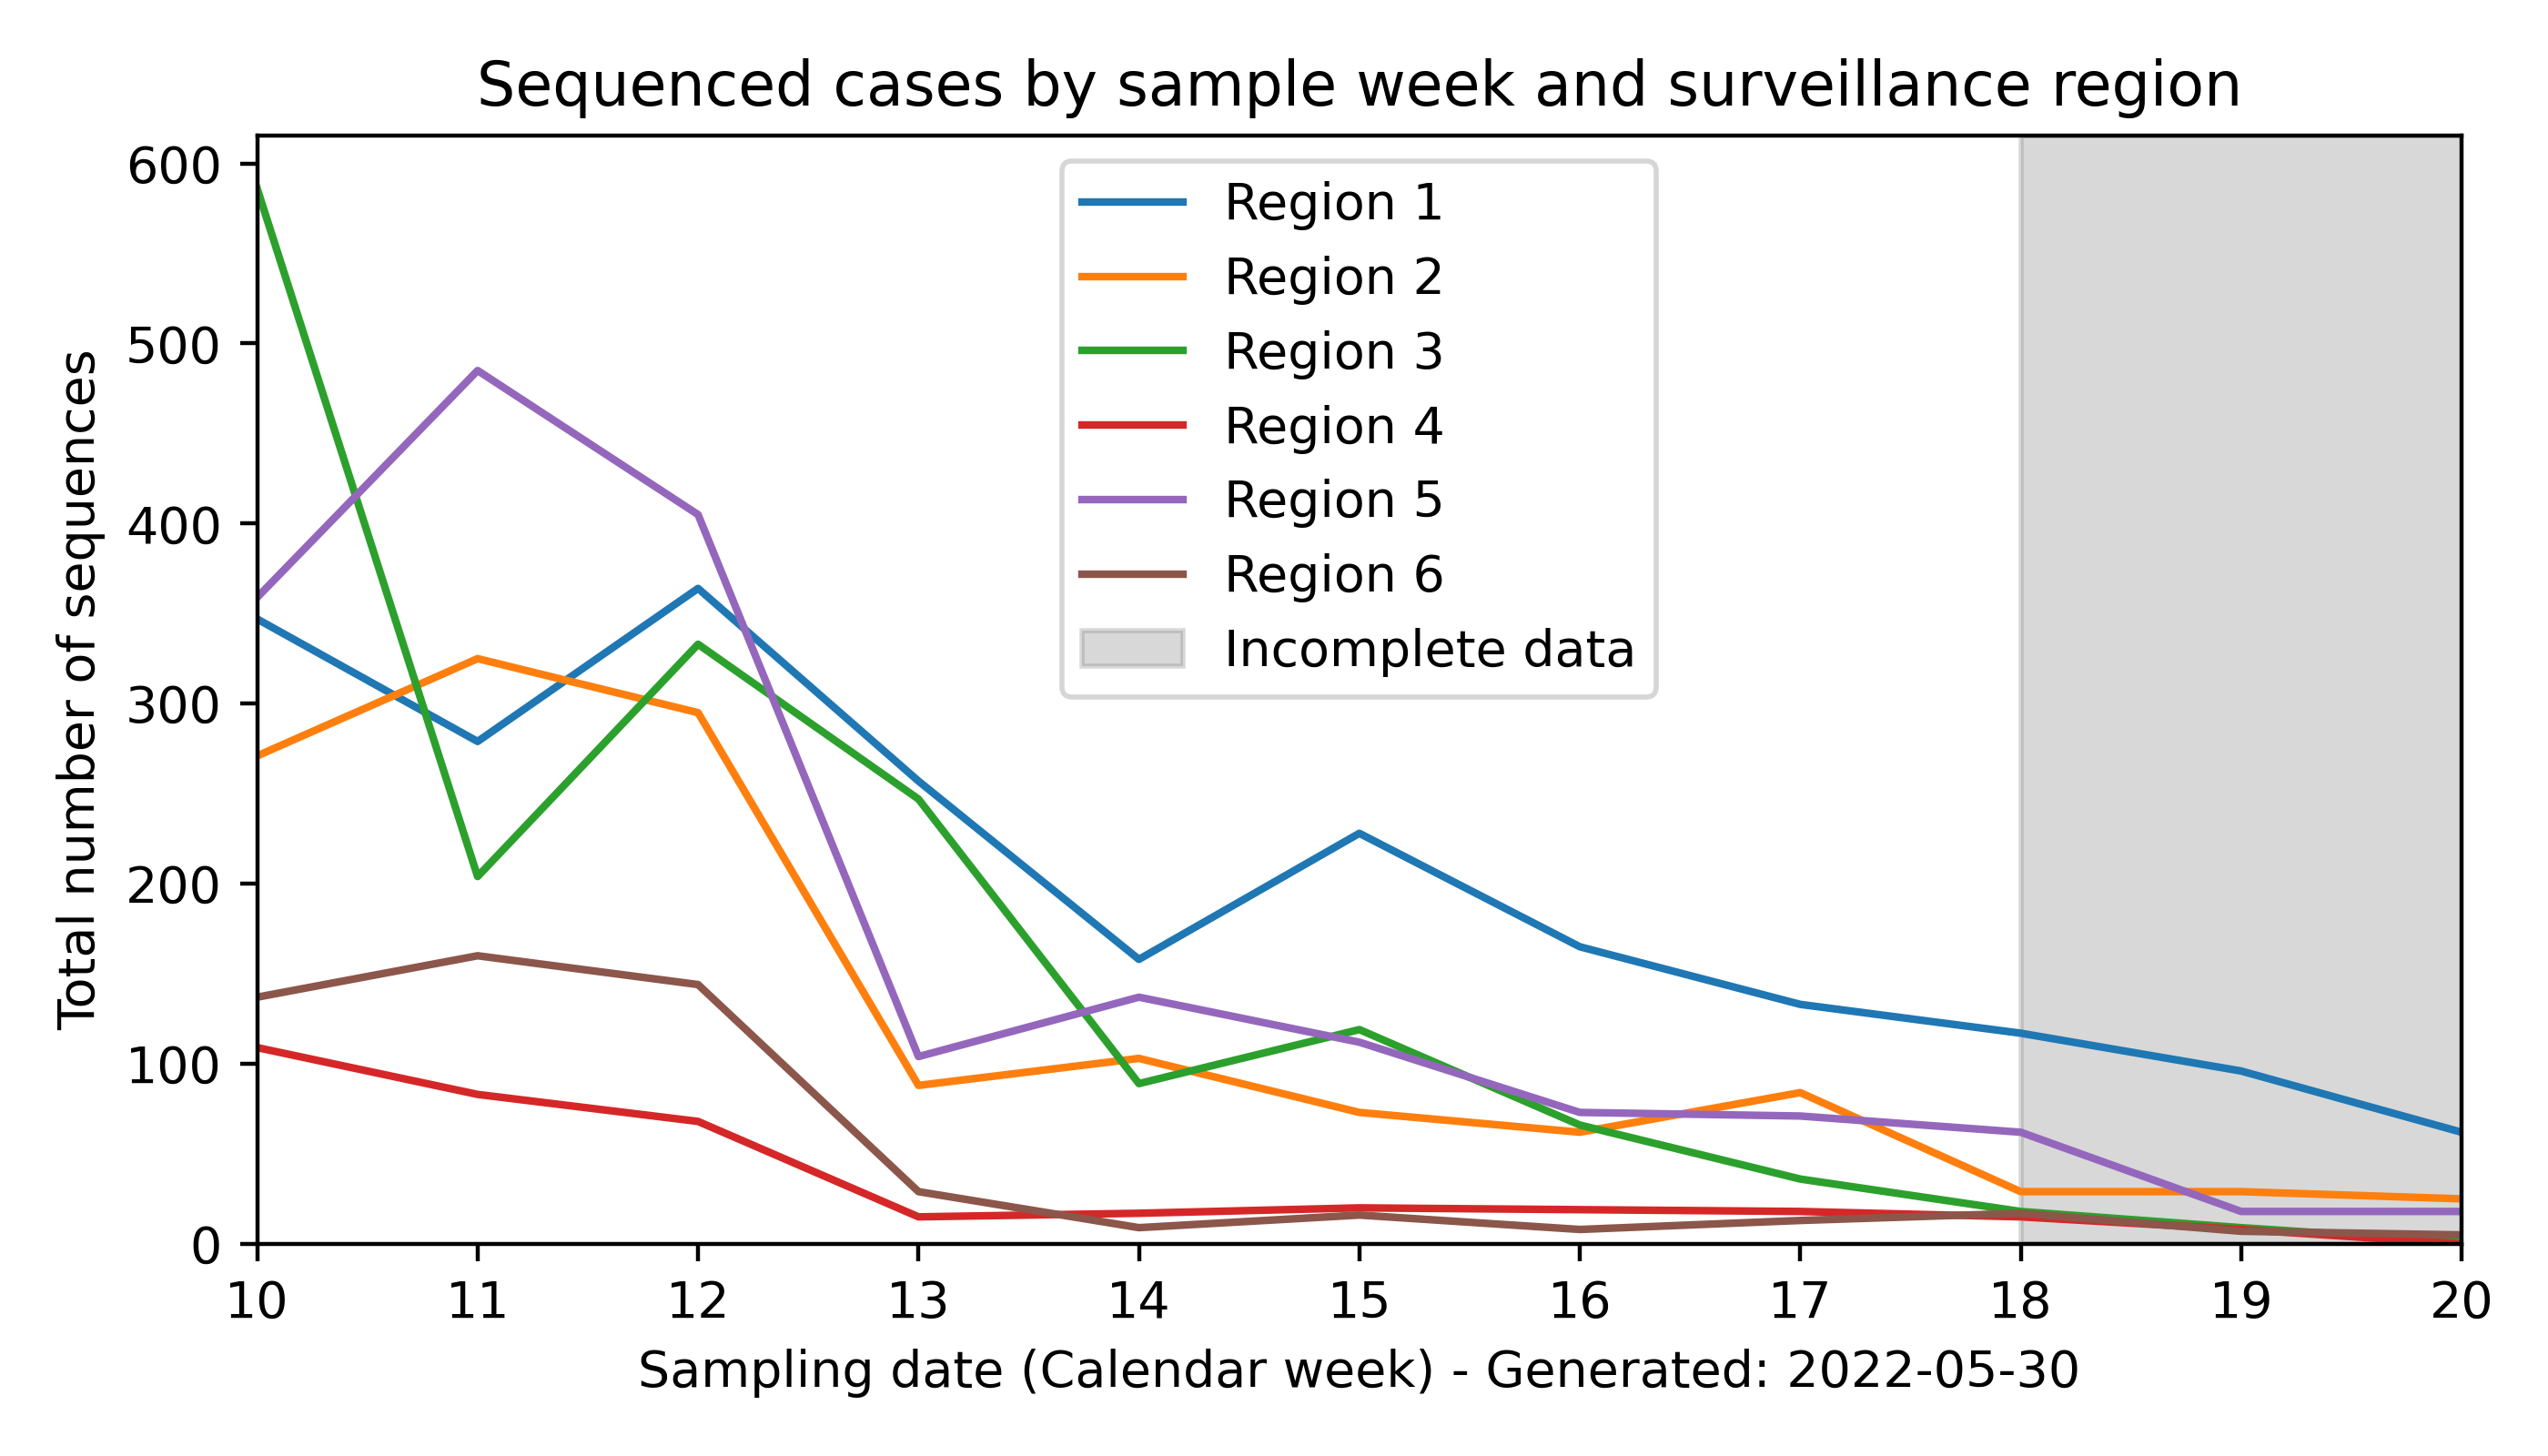 Sequenced cases by sample week and surveillance region
600
500
400
300
200
100
0
Total number of sequences
Region 1
Region 2
Region 3
Region 4
Region 5
Region 6
Incomplete data
10 11 12 13 14 15 16 17 18 19 20
Sampling date (Calendar week) - Generated: 2022-05-30